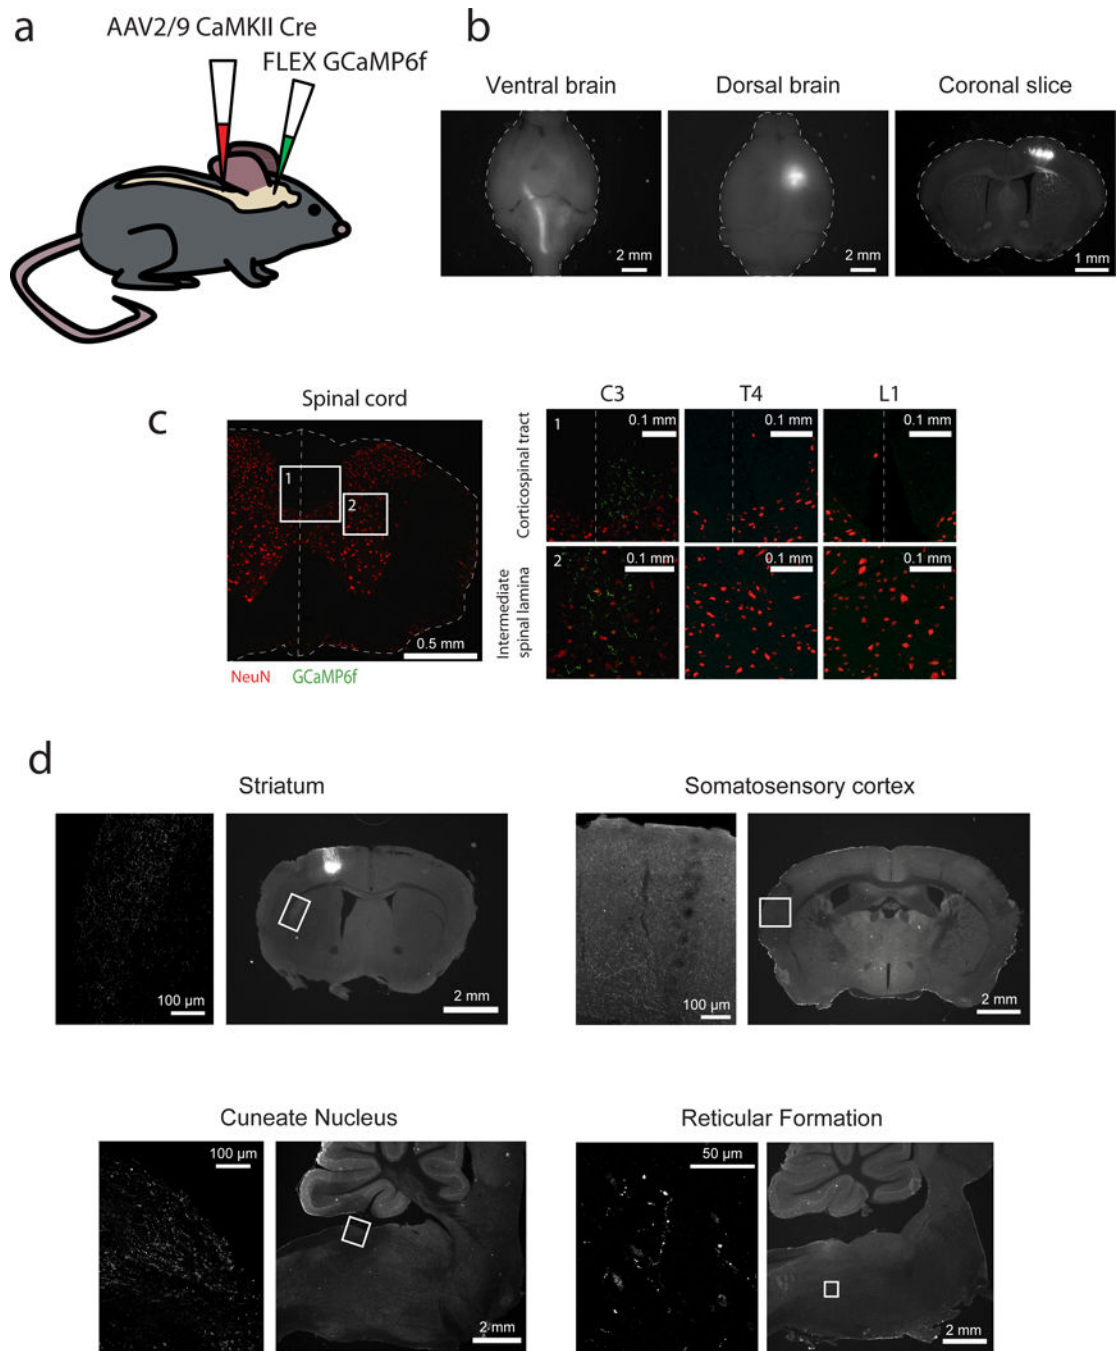 a
AAV2/9 CaMKII Cre
FLEX GCaMP6f
b
Ventral brain
Dorsal brain
Coronal slice
2 mm
2 mm
1 mm
c
Spinal cord
1
2
0.5 mm
NeuN
GCaMP6f
C3
T4
L1
Corticospinal tract
1
0.1 mm
0.1 mm
0.1 mm
Intermediate
spinal lamina
2
0.1 mm
0.1 mm
0.1 mm
d
Striatum
100 µm
2 mm
Somatosensory cortex
100 µm
2 mm
Cuneate Nucleus
100 µm
2 mm
Reticular Formation
50 µm
2 mm